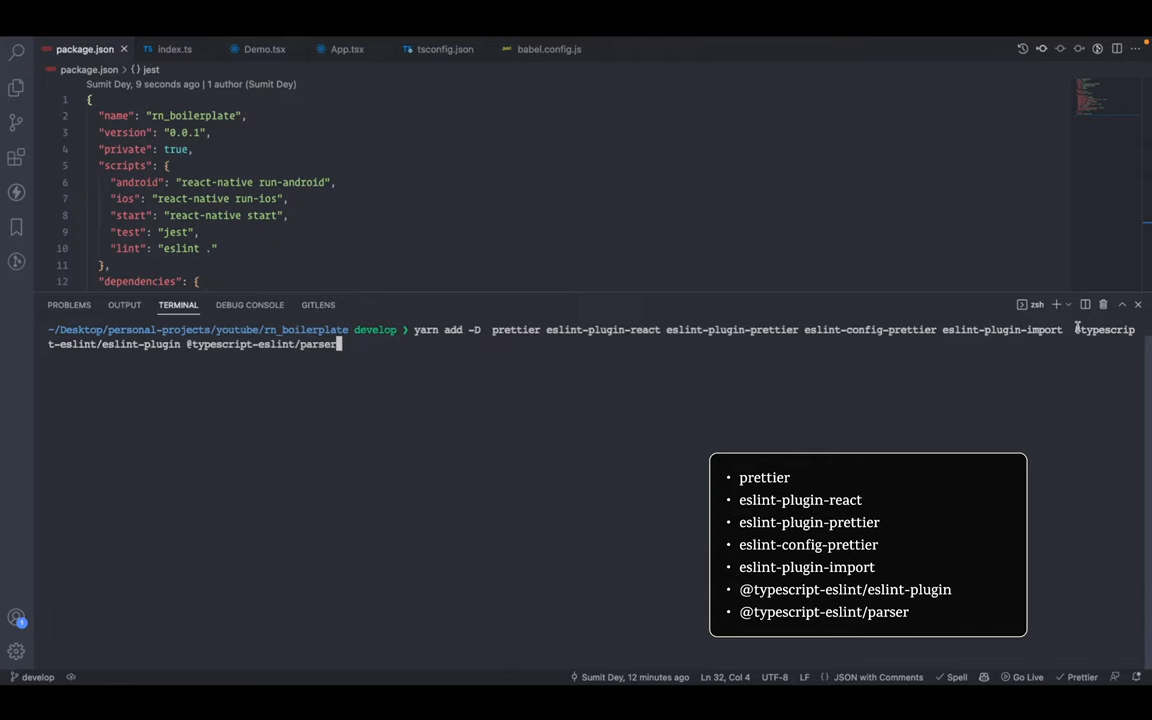 package.json
index.ts
Demo.tsx
App.tsx
tsconfig.json
babel.config.js
package.json > {} jest
Sumit Dey, 9 seconds ago | 1 author (Sumit Dey)
1 {
2 "name": "rn_boilerplate",
3 "version": "0.0.1",
4 "private": true,
5 "scripts": {
6 "android": "react-native run-android",
7 "ios": "react-native run-ios",
8 "start": "react-native start",
9 "test": "jest",
10 "lint": "eslint ."
11 },
12 "dependencies": {
PROBLEMS OUTPUT TERMINAL DEBUG CONSOLE GITLENS
zsh
~/Desktop/personal-projects/youtube/rn_boilerplate develop ❯ yarn add -D  prettier eslint-plugin-react eslint-plugin-prettier eslint-config-prettier eslint-plugin-import  @typescrip
t-eslint/eslint-plugin @typescript-eslint/parser
• prettier
• eslint-plugin-react
• eslint-plugin-prettier
• eslint-config-prettier
• eslint-plugin-import
• @typescript-eslint/eslint-plugin
• @typescript-eslint/parser
1
develop
Sumit Dey, 12 minutes ago Ln 32, Col 4 UTF-8 LF {} JSON with Comments Spell Go Live Prettier